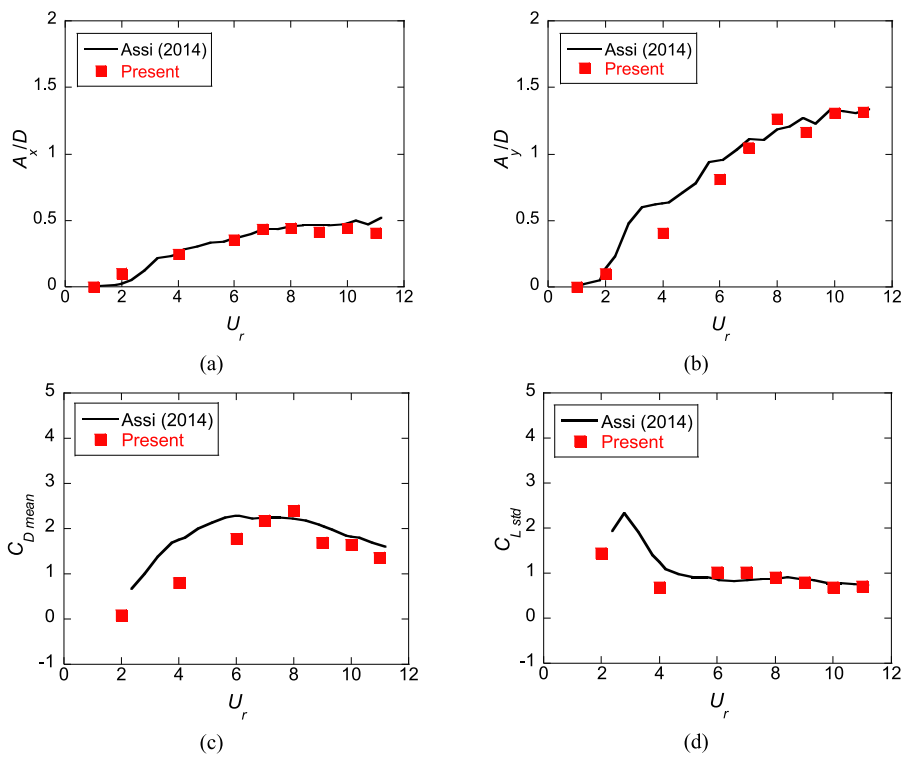 2
1.5
1
0.5
0
A_x/D
Assi (2014)
Present
0 2 4 6 8 10 12
U_r
(a)
2
1.5
1
0.5
0
A_y/D
Assi (2014)
Present
0 2 4 6 8 10 12
U_r
(b)
5
4
3
2
1
0
-1
C_D mean
Assi (2014)
Present
0 2 4 6 8 10 12
U_r
(c)
5
4
3
2
1
0
-1
C_L std
Assi (2014)
Present
0 2 4 6 8 10 12
U_r
(d)